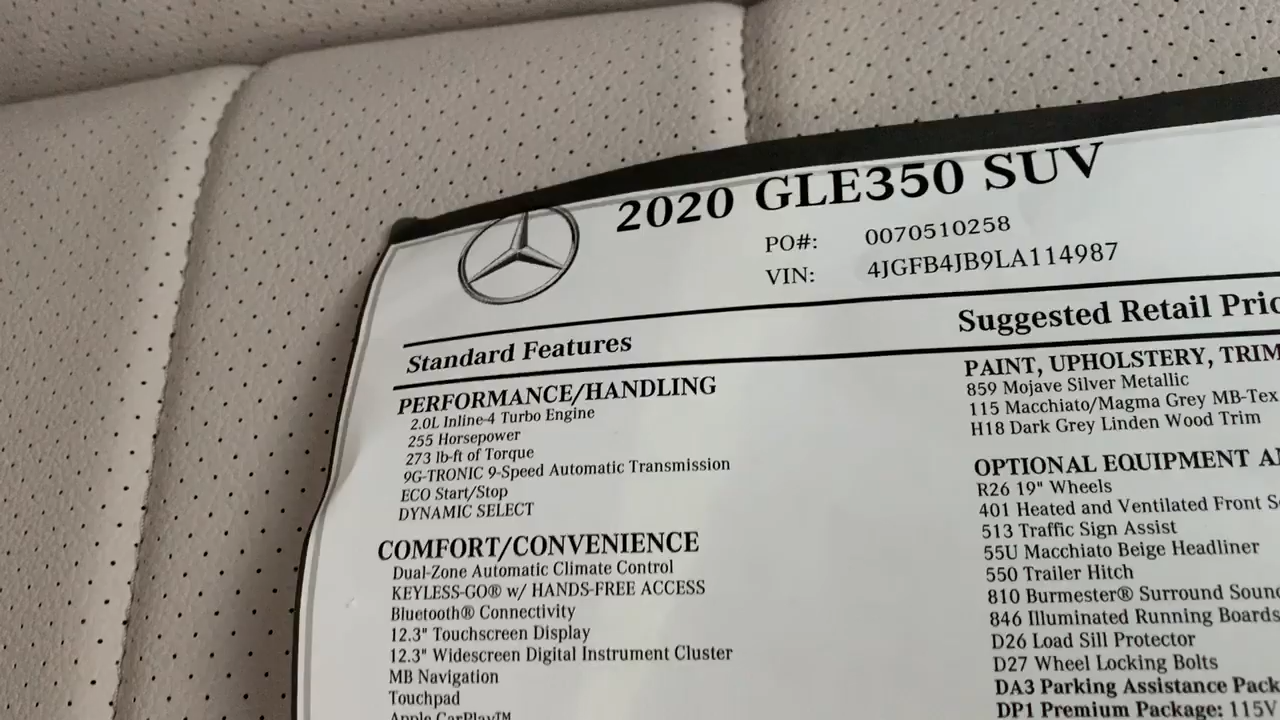 2020 GLE350 SUV
PO#: 0070510258
VIN: 4JGFB4JB9LA114987
Standard Features
PERFORMANCE/HANDLING
2.0L Inline-4 Turbo Engine
255 Horsepower
273 lb-ft of Torque
9G-TRONIC 9-Speed Automatic Transmission
ECO Start/Stop
DYNAMIC SELECT
COMFORT/CONVENIENCE
Dual-Zone Automatic Climate Control
KEYLESS-GO® w/ HANDS-FREE ACCESS
Bluetooth® Connectivity
12.3" Touchscreen Display
12.3" Widescreen Digital Instrument Cluster
MB Navigation
Touchpad
Apple CarPlay™
Suggested Retail Pric
PAINT, UPHOLSTERY, TRIM
859 Mojave Silver Metallic
115 Macchiato/Magma Grey MB-Tex
H18 Dark Grey Linden Wood Trim
OPTIONAL EQUIPMENT A
R26 19" Wheels
401 Heated and Ventilated Front S
513 Traffic Sign Assist
55U Macchiato Beige Headliner
550 Trailer Hitch
810 Burmester® Surround Soun
846 Illuminated Running Boards
D26 Load Sill Protector
D27 Wheel Locking Bolts
DA3 Parking Assistance Pack
DP1 Premium Package: 115V